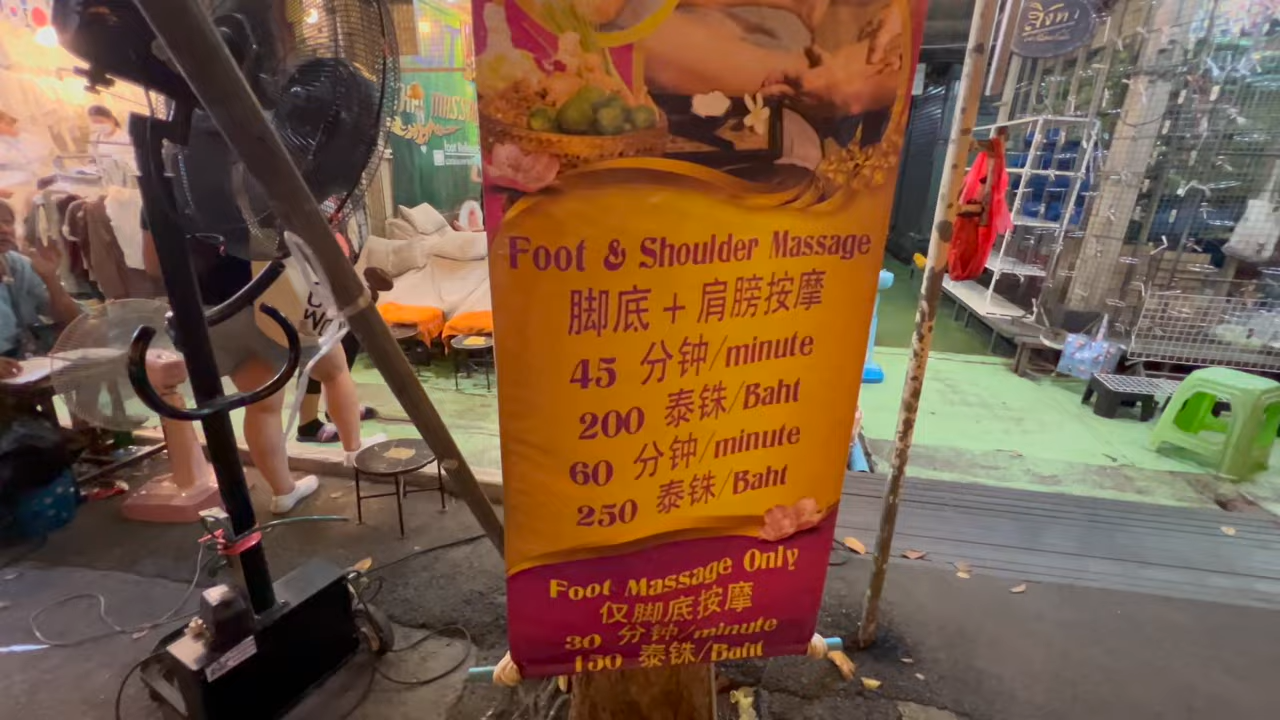 Foot & Shoulder Massage
脚底 + 肩膀按摩
45 分钟/minute
200 泰铢/Baht
60 分钟/minute
250 泰铢/Baht
Foot Massage Only
仅脚底按摩
30 分钟/minute
150 泰铢/Baht